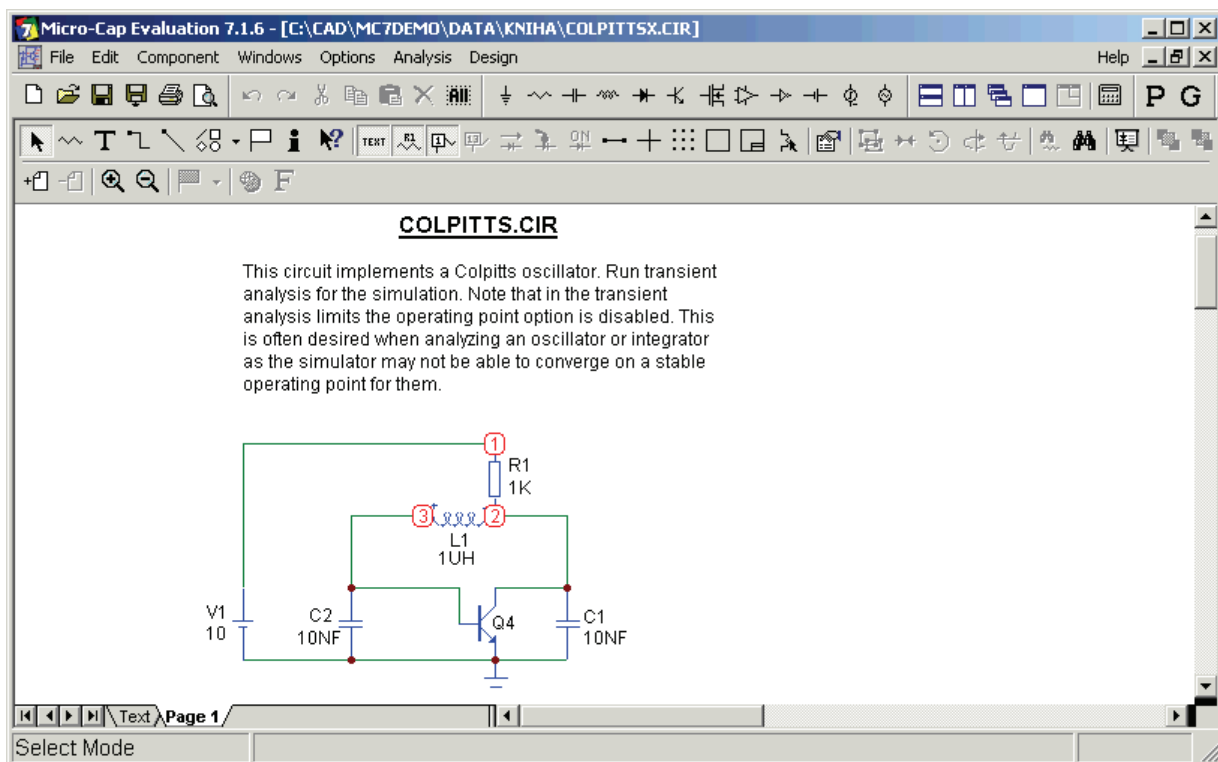 Micro-Cap Evaluation 7.1.6 - [C:\CAD\MC7DEMO\DATA\KNIHA\COLPITTSX.CIR]
File Edit Component Windows Options Analysis Design Help
P G
T TEXT R1 1 13 ON
F
COLPITTS.CIR
This circuit implements a Colpitts oscillator. Run transient
analysis for the simulation. Note that in the transient
analysis limits the operating point option is disabled. This
is often desired when analyzing an oscillator or integrator
as the simulator may not be able to converge on a stable
operating point for them.
1
R1
1K
3 2
L1
1UH
V1
10
C2
10NF
Q4
C1
10NF
Text Page 1
Select Mode